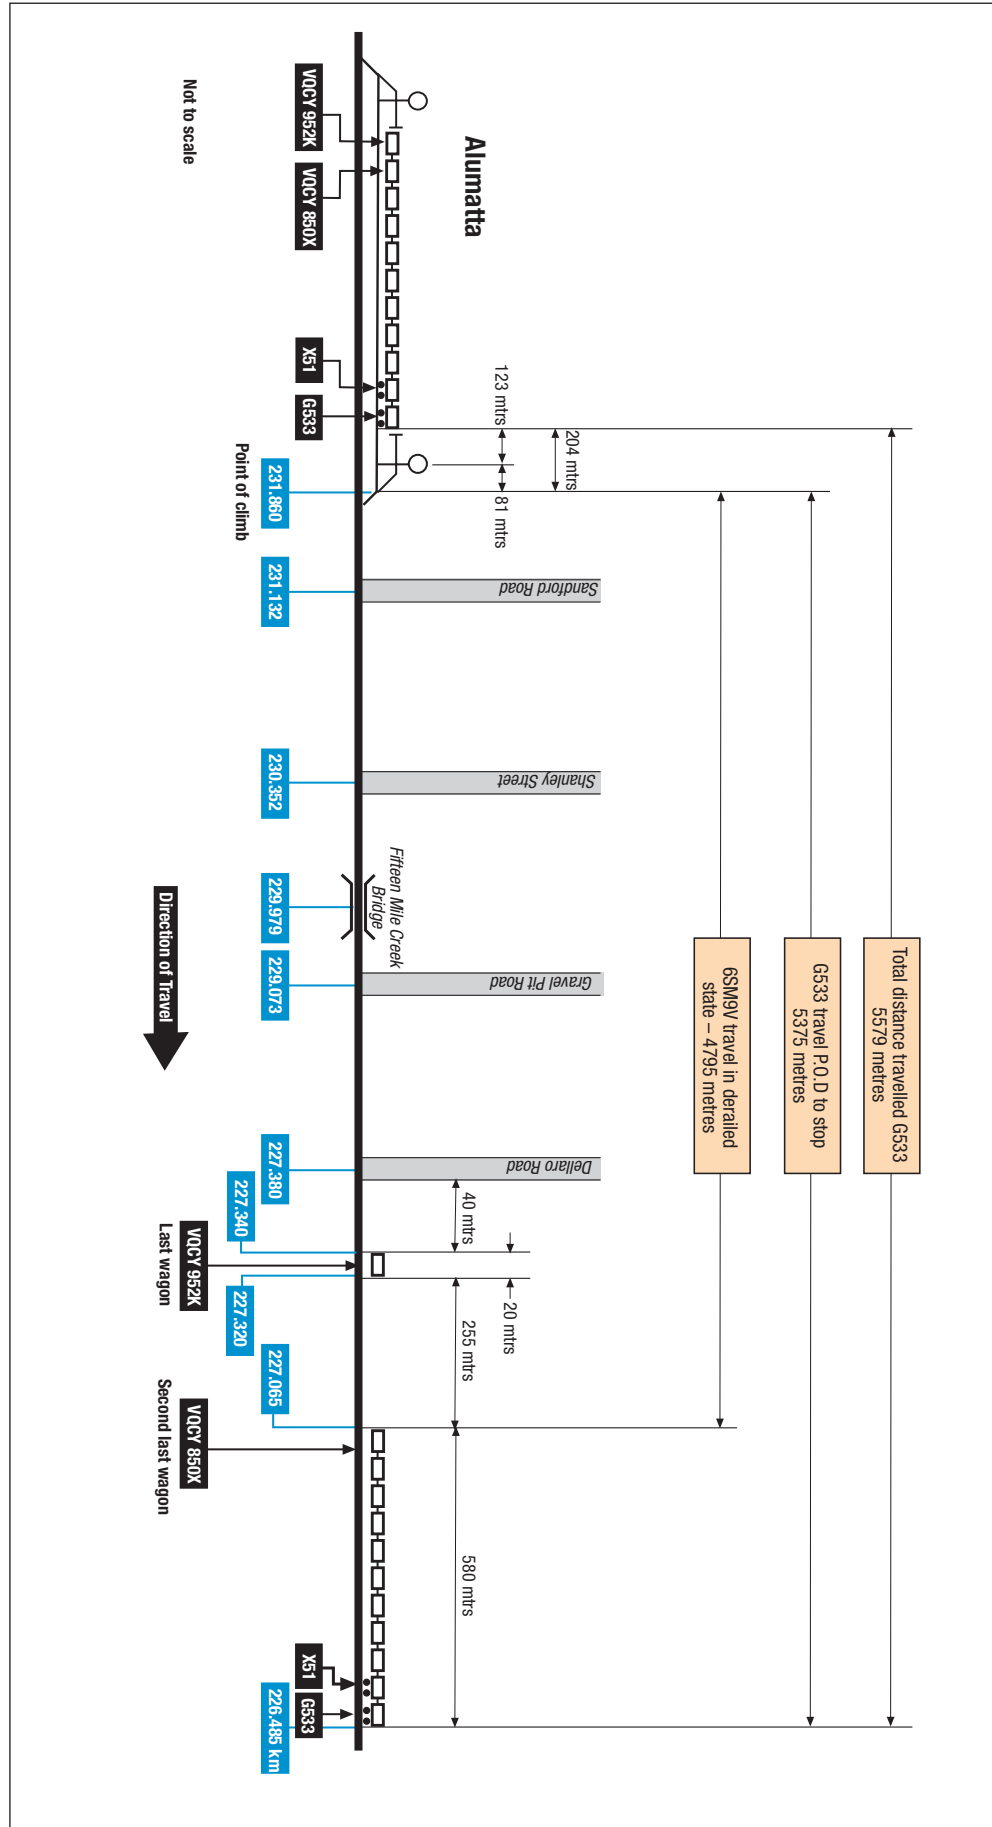 Alumatta
Not to scale
VQCY 952K
VQCY 850X
X51
G533
123 mtrs
204 mtrs
81 mtrs
231.860
Point of climb
231.132
Sandford Road
230.352
Shanley Street
Fifteen Mile Creek
Bridge
229.979
229.073
Gravel Pit Road
Direction of Travel
Total distance travelled G533
5579 metres
G533 travel P.O.D to stop
5375 metres
6SM9V travel in derailed
state – 4795 metres
227.380
Dellaro Road
227.340
40 mtrs
VQCY 952K
Last wagon
227.320
20 mtrs
255 mtrs
227.065
VQCY 850X
Second last wagon
580 mtrs
X51
G533
226.485 km